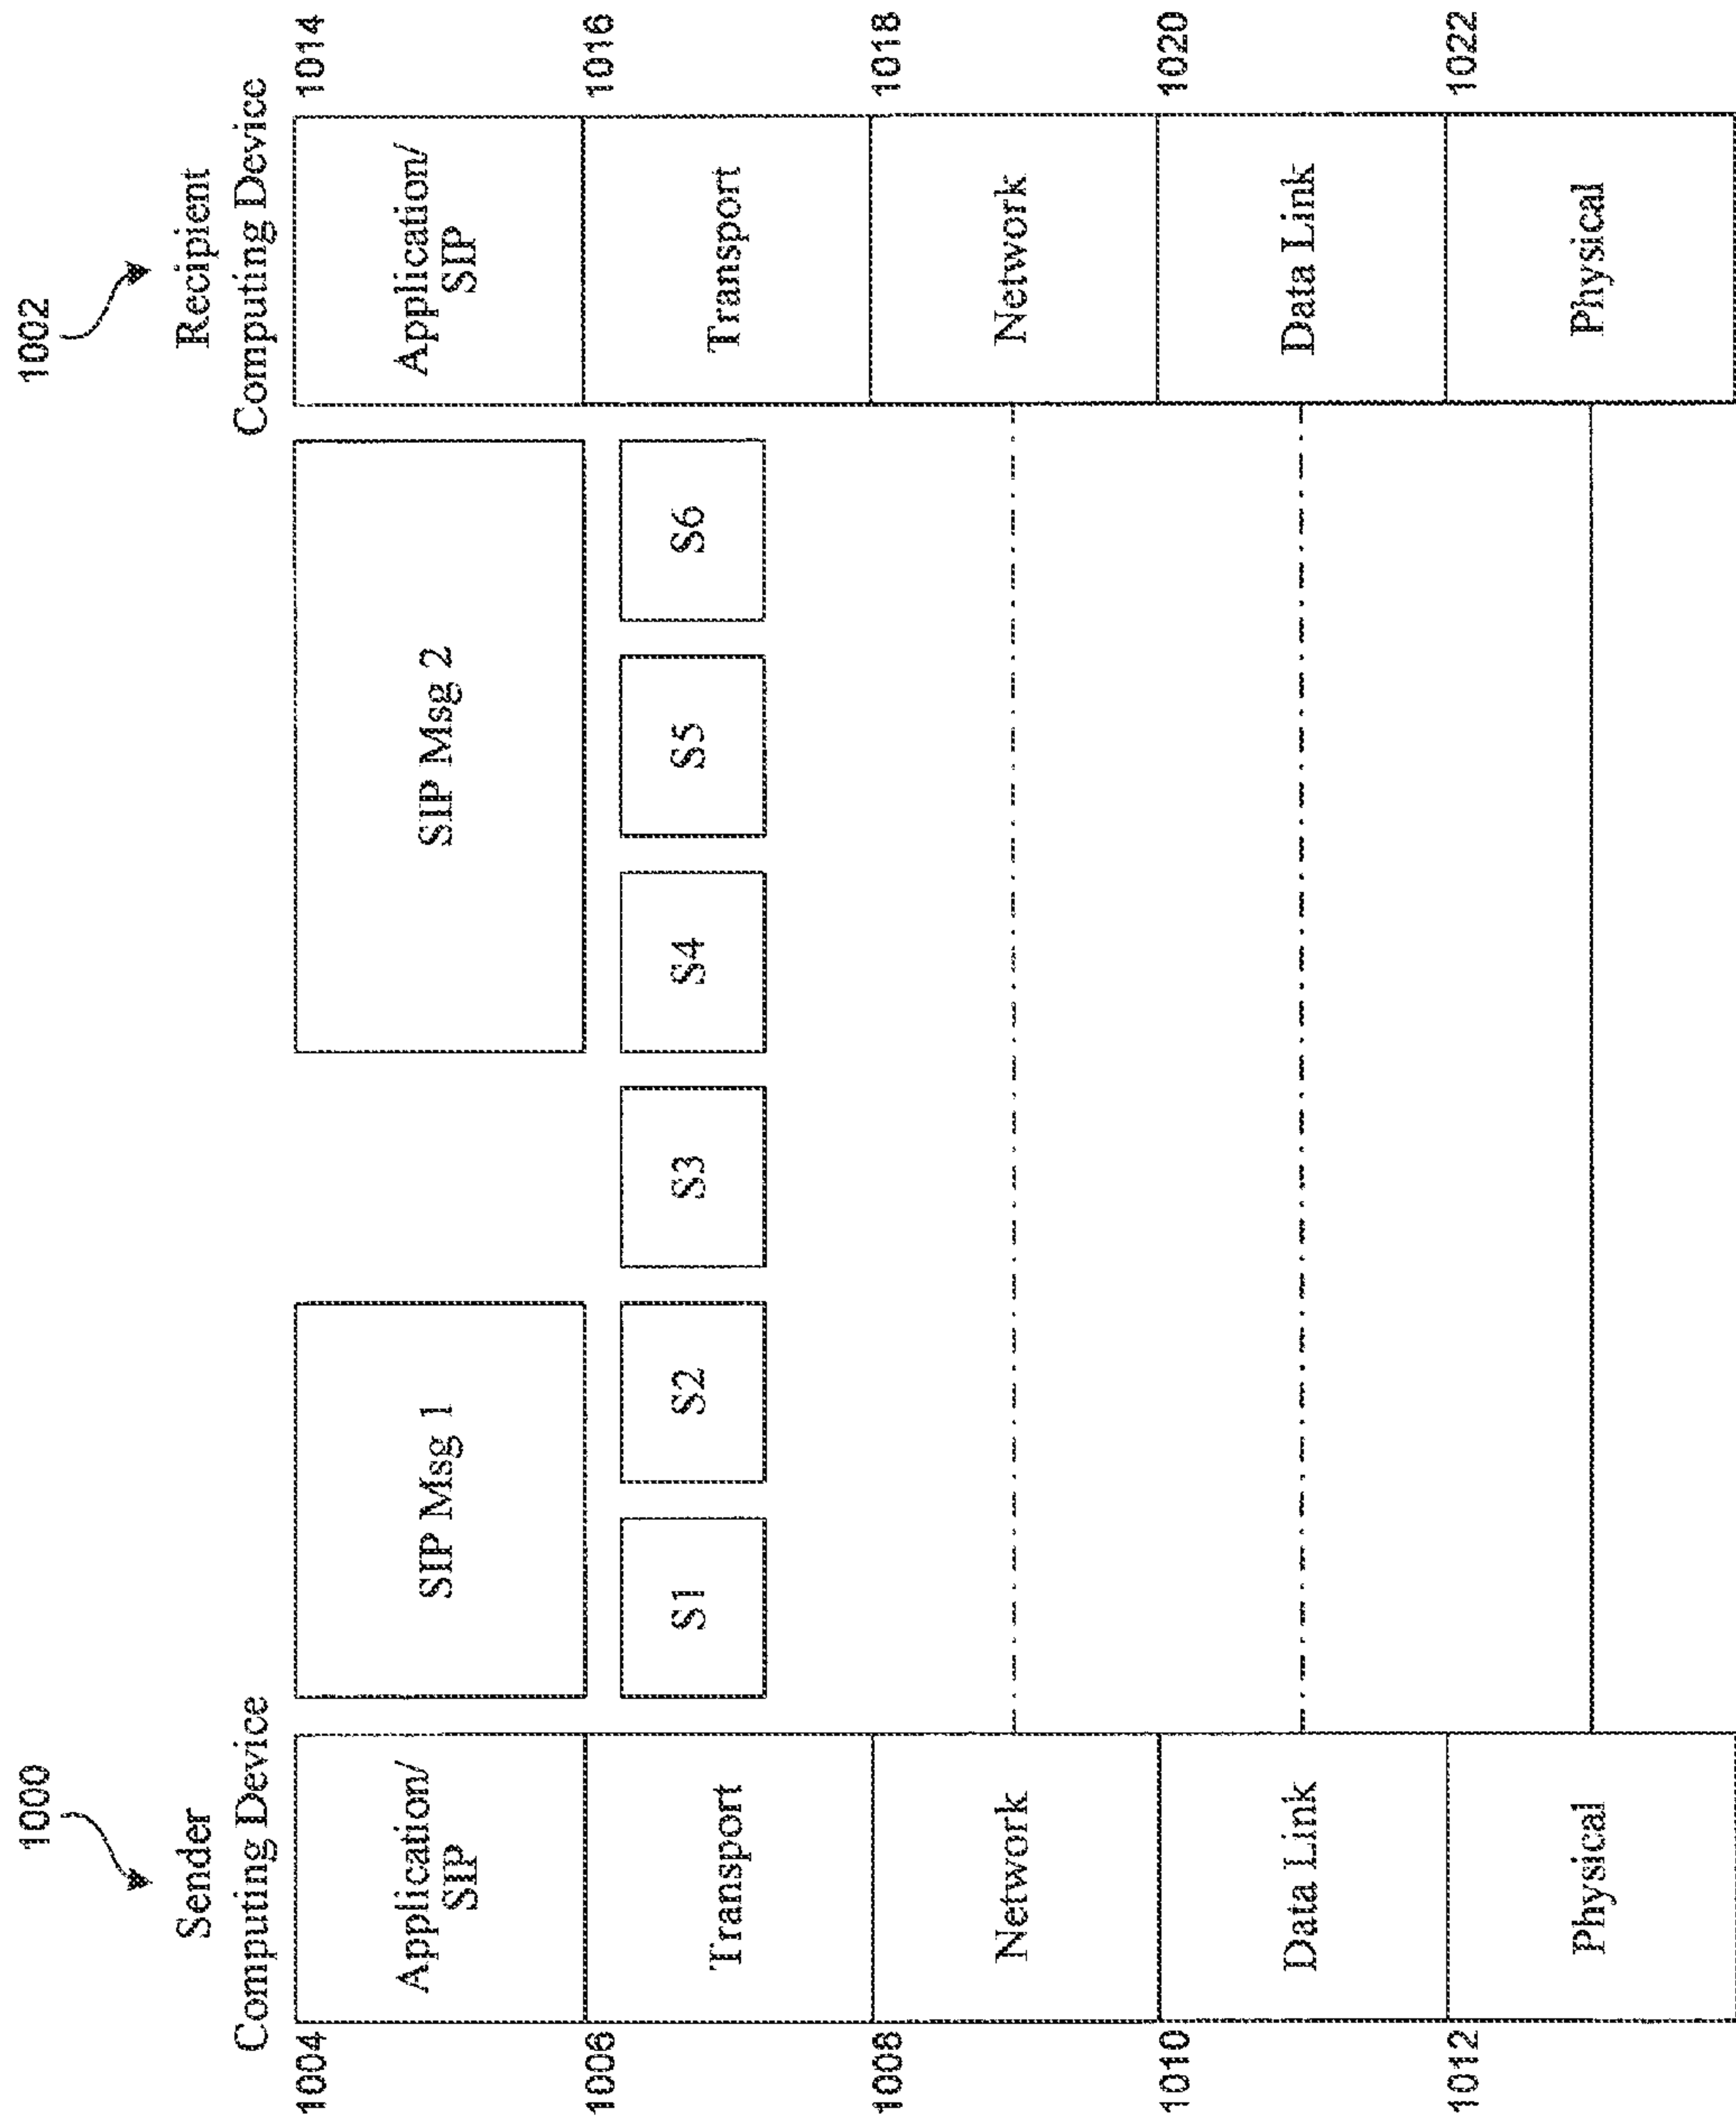 1000
1002
Sender
Computing Device
Recipient
Computing Device
1004
Application/
SIP
SIP Msg 1
SIP Msg 2
Application/
SIP
1014
1006
Transport
S1
S2
S3
S4
S5
S6
Transport
1016
1008
Network
Network
1018
1010
Data Link
Data Link
1020
1012
Physical
Physical
1022